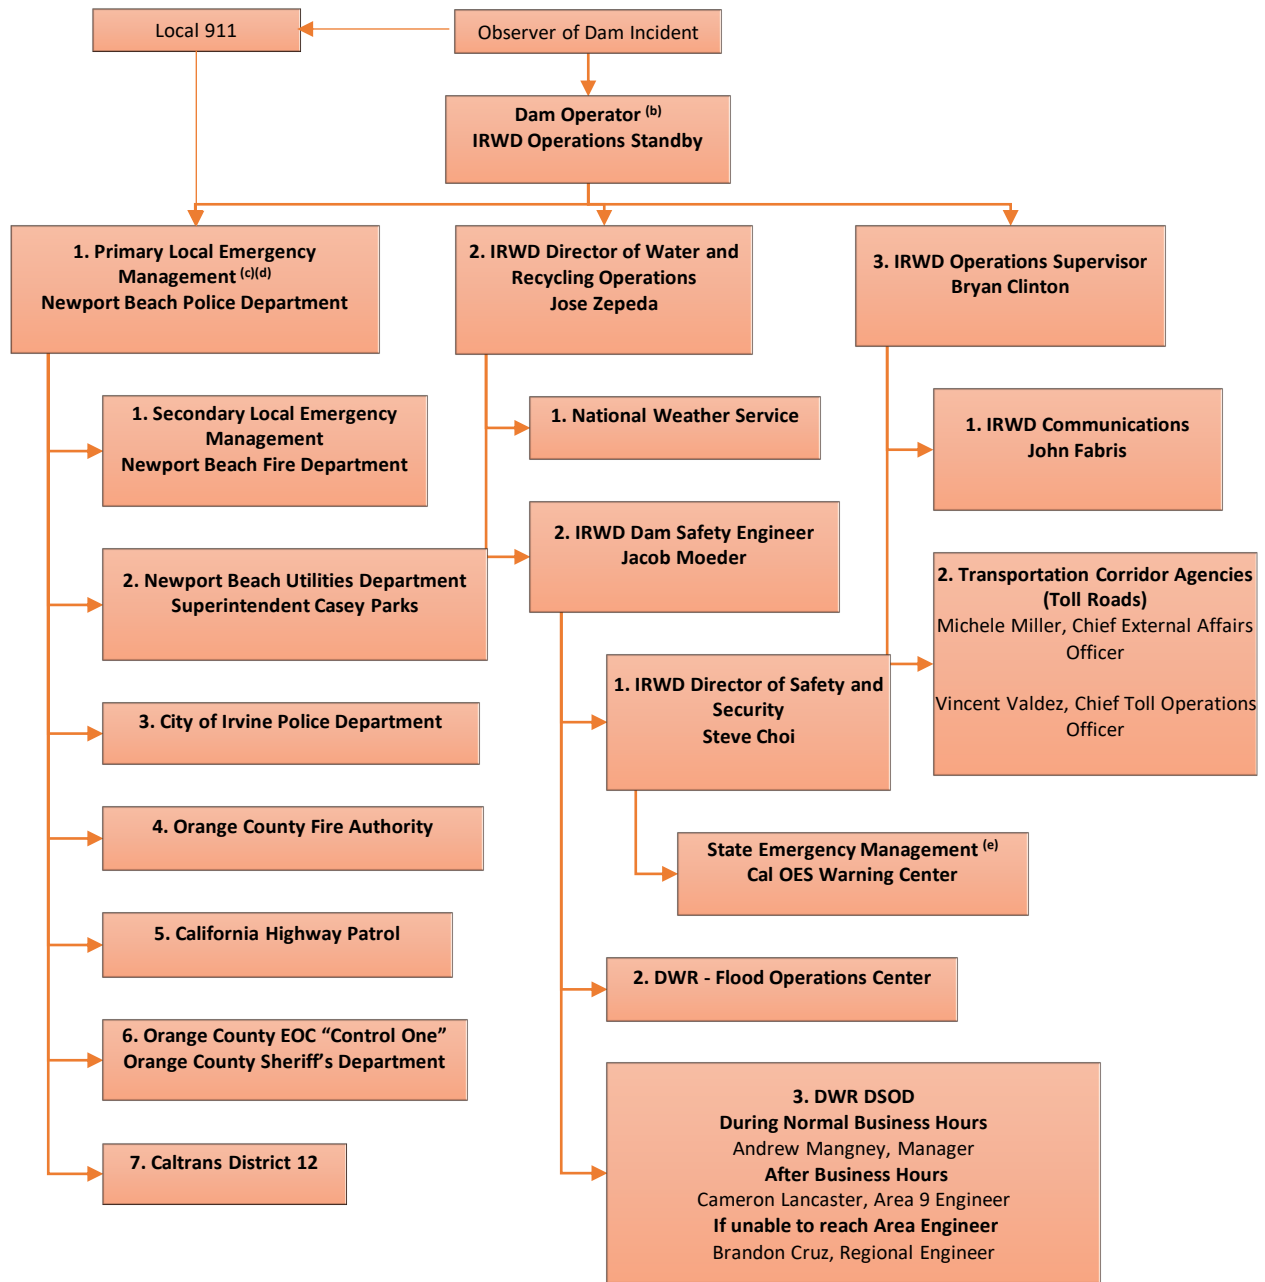 Local 911
Observer of Dam Incident
Dam Operator (b)
IRWD Operations Standby
1. Primary Local Emergency
Management (c)(d)
Newport Beach Police Department
2. IRWD Director of Water and
Recycling Operations
Jose Zepeda
3. IRWD Operations Supervisor
Bryan Clinton
1. Secondary Local Emergency
Management
Newport Beach Fire Department
2. Newport Beach Utilities Department
Superintendent Casey Parks
3. City of Irvine Police Department
4. Orange County Fire Authority
5. California Highway Patrol
6. Orange County EOC “Control One”
Orange County Sheriff’s Department
7. Caltrans District 12
1. National Weather Service
2. IRWD Dam Safety Engineer
Jacob Moeder
1. IRWD Director of Safety and
Security
Steve Choi
State Emergency Management (e)
Cal OES Warning Center
2. DWR - Flood Operations Center
3. DWR DSOD
During Normal Business Hours
Andrew Mangney, Manager
After Business Hours
Cameron Lancaster, Area 9 Engineer
If unable to reach Area Engineer
Brandon Cruz, Regional Engineer
1. IRWD Communications
John Fabris
2. Transportation Corridor Agencies
(Toll Roads)
Michele Miller, Chief External Affairs
Officer
Vincent Valdez, Chief Toll Operations
Officer